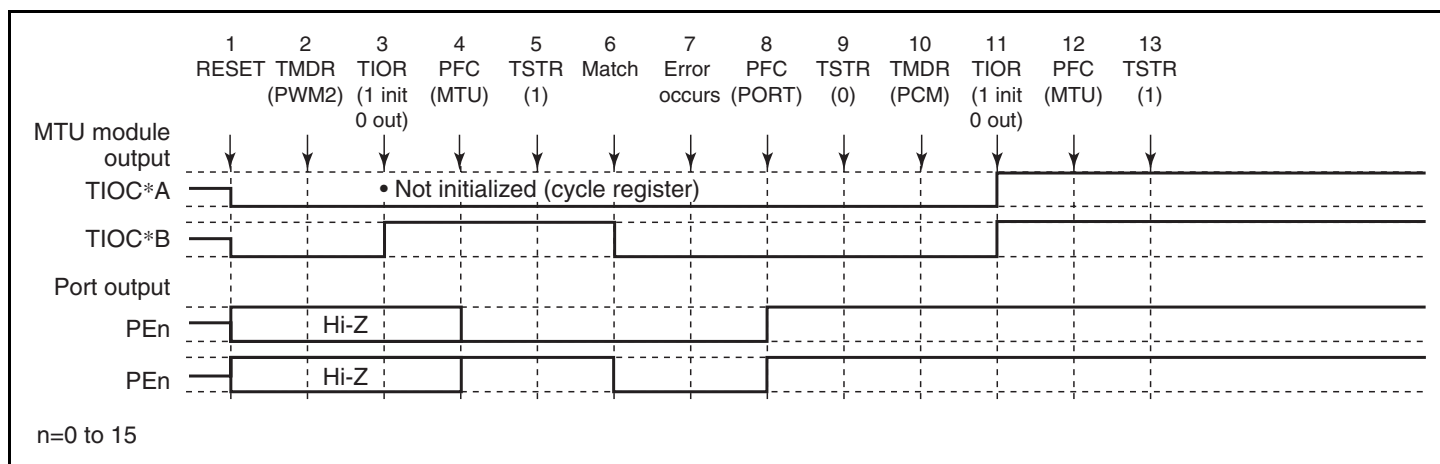 1 2 3 4 5 6 7 8 9 10 11 12 13
RESET TMDR TIOR PFC TSTR Match Error PFC TSTR TMDR TIOR PFC TSTR
(PWM2) (1 init (MTU) (1) occurs (PORT) (0) (PCM) (1 init (MTU) (1)
0 out) 0 out)
MTU module
output
TIOC*A • Not initialized (cycle register)
TIOC*B
Port output
PEn Hi-Z
PEn Hi-Z
n=0 to 15